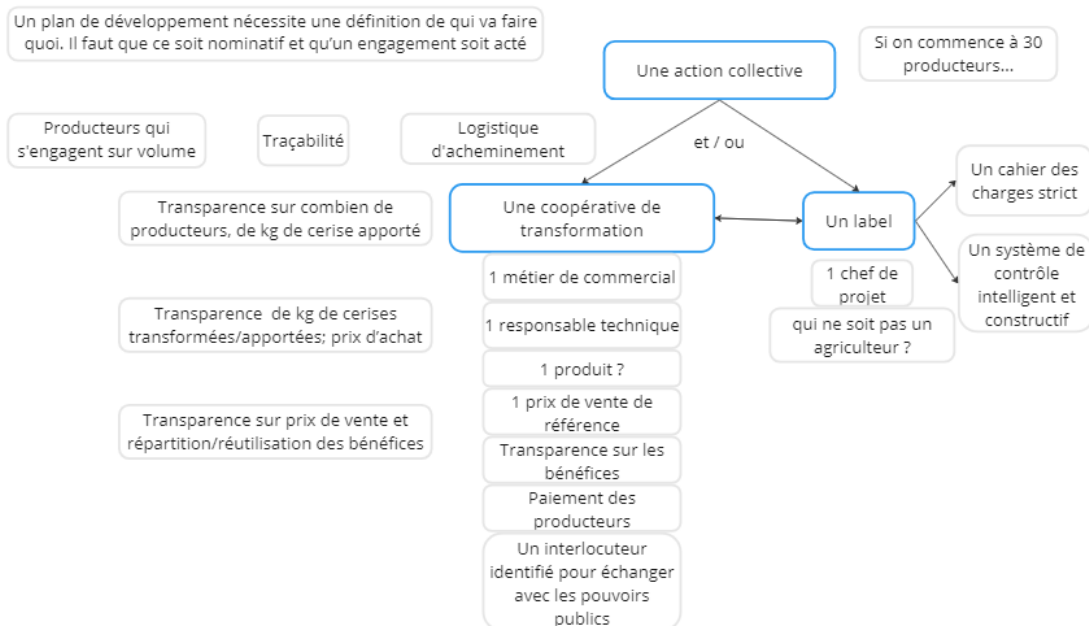 Un plan de développement nécessite une définition de qui va faire
quoi. Il faut que ce soit nominatif et qu’un engagement soit acté
Une action collective
Si on commence à 30
producteurs...
Producteurs qui
s'engagent sur volume
Traçabilité
Logistique
d'acheminement
et / ou
Un cahier des
charges strict
Transparence sur combien de
producteurs, de kg de cerise apporté
Une coopérative de
transformation
Un label
Un système de
contrôle
intelligent et
constructif
1 métier de commercial
1 chef de
projet
Transparence de kg de cerises
transformées/apportées; prix d’achat
1 responsable technique
qui ne soit pas un
agriculteur ?
1 produit ?
1 prix de vente de
référence
Transparence sur prix de vente et
répartition/réutilisation des bénéfices
Transparence sur les
bénéfices
Paiement des
producteurs
Un interlocuteur
identifié pour échanger
avec les pouvoirs
publics